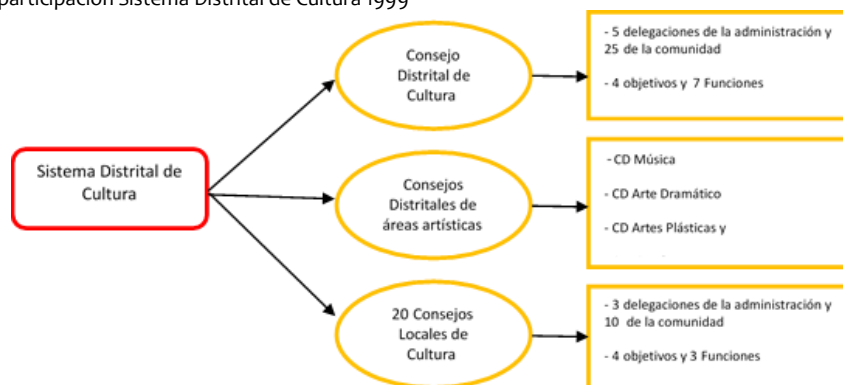 participación Sistema Distrital de Cultura 1999
Sistema Distrital de
Cultura
Consejo
Distrital de
Cultura
- 5 delegaciones de la administración y
25 de la comunidad
- 4 objetivos y 7 Funciones
Consejos
Distritales de
áreas artísticas
- CD Música
- CD Arte Dramático
- CD Artes Plásticas y
20 Consejos
Locales de
Cultura
- 3 delegaciones de la administración y
10 de la comunidad
- 4 objetivos y 3 Funciones